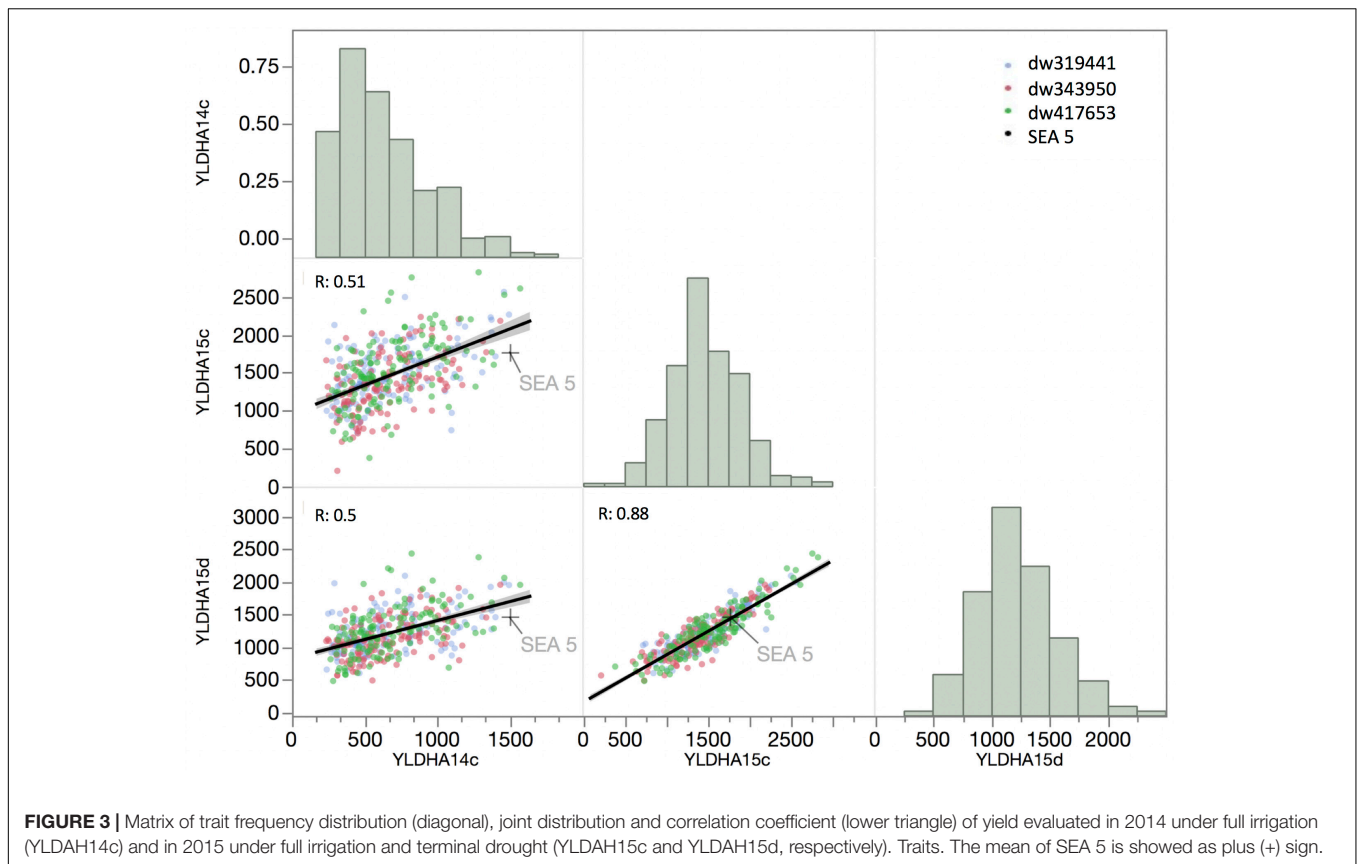 YLDHA14c
0.75
0.50
0.25
0.00
dw319441
dw343950
dw417653
SEA 5
YLDHA15c
2500
2000
1500
1000
500
0
R: 0.51
SEA 5
YLDHA15d
3000
2500
2000
1500
1000
500
0
R: 0.5
SEA 5
R: 0.88
SEA 5
0 500 1000 1500
YLDHA14c
0 500 1500 2500
YLDHA15c
0 500 1000 1500 2000
YLDHA15d
FIGURE 3 | Matrix of trait frequency distribution (diagonal), joint distribution and correlation coefficient (lower triangle) of yield evaluated in 2014 under full irrigation
(YLDAH14c) and in 2015 under full irrigation and terminal drought (YLDAH15c and YLDAH15d, respectively). Traits. The mean of SEA 5 is showed as plus (+) sign.